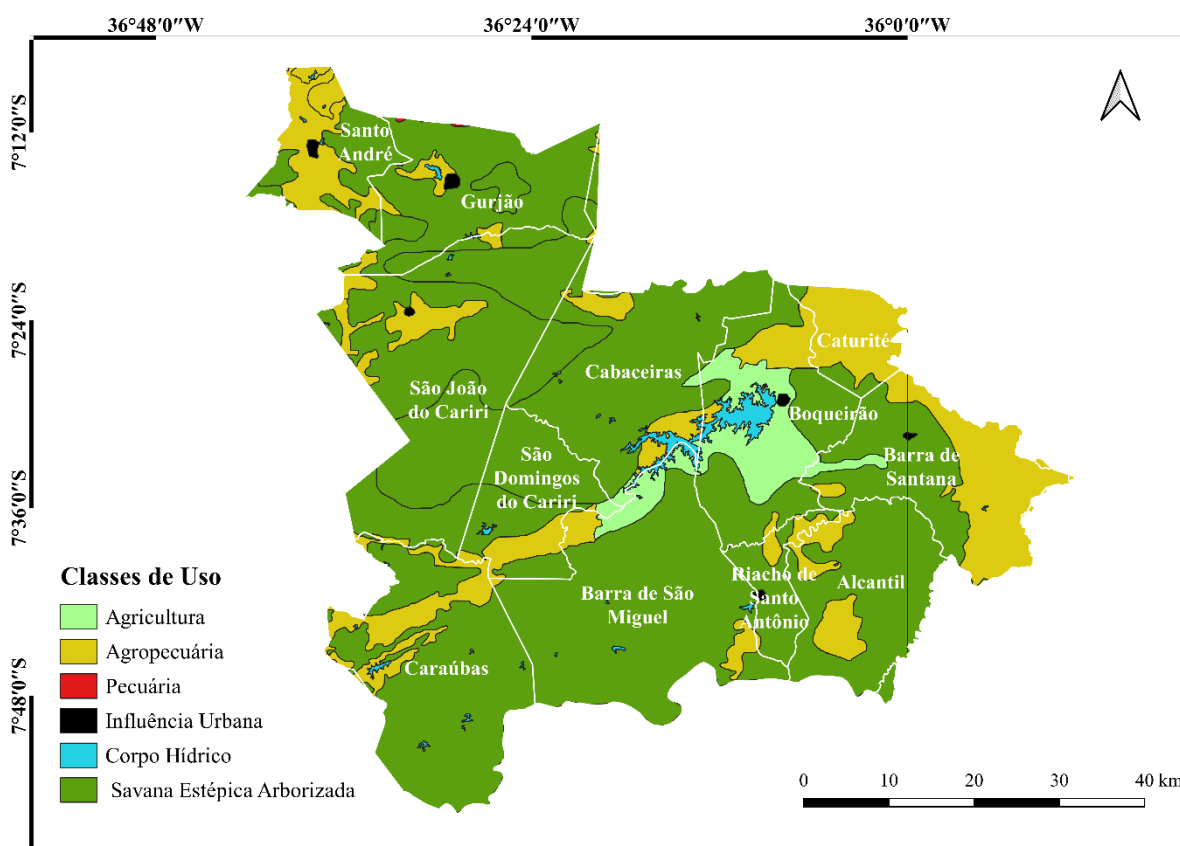 36°48′0″W
36°24′0″W
36°0′0″W
7°12′0″S
7°24′0″S
7°36′0″S
7°48′0″S
Santo
André
Gurjão
Caturité
Cabaceiras
São João
do Cariri
Boqueirão
São
Domingos
do Cariri
Barra de
Santana
Riacho de
Santo
Antônio
Alcantil
Barra de São
Miguel
Caraúbas
Classes de Uso
Agricultura
Agropecuária
Pecuária
Influência Urbana
Corpo Hídrico
Savana Estépica Arborizada
0 10 20 30 40 km